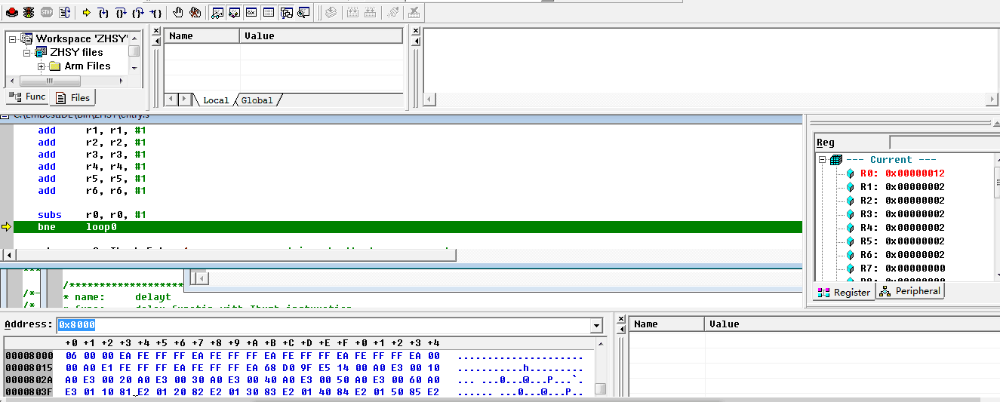 Workspace 'ZHSY'
ZHSY files
Arm Files
Func
Files
Name Value
Local Global
C:\EmbestIDE\Bin\ZHSY\entry.s
add r1, r1, #1
add r2, r2, #1
add r3, r3, #1
add r4, r4, #1
add r5, r5, #1
add r6, r6, #1
subs r0, r0, #1
bne loop0
Reg
--- Current ---
R0: 0x00000012
R1: 0x00000002
R2: 0x00000002
R3: 0x00000002
R4: 0x00000002
R5: 0x00000002
R6: 0x00000002
R7: 0x00000000
Register
Peripheral
***
/*-
/*
/*******************
* name: delayt
Address: 0x8000
+0 +1 +2 +3 +4 +5 +6 +7 +8 +9 +A +B +C +D +E +F +0 +1 +2 +3 +4
00008000 06 00 00 EA FE FF FF EA FE FF FF EA FE FF FF EA FE FF FF EA 00 .....................
00008015 00 A0 E1 FE FF FF EA FE FF FF EA 68 D0 9F E5 14 00 A0 E3 00 10 ...........h.........
0000802A A0 E3 00 20 A0 E3 00 30 A0 E3 00 40 A0 E3 00 50 A0 E3 00 60 A0 ... ...0...@...P...`.
0000803F E3 01 10 81 E2 01 20 82 E2 01 30 83 E2 01 40 84 E2 01 50 85 E2 ...... ...0...@...P..
Name Value